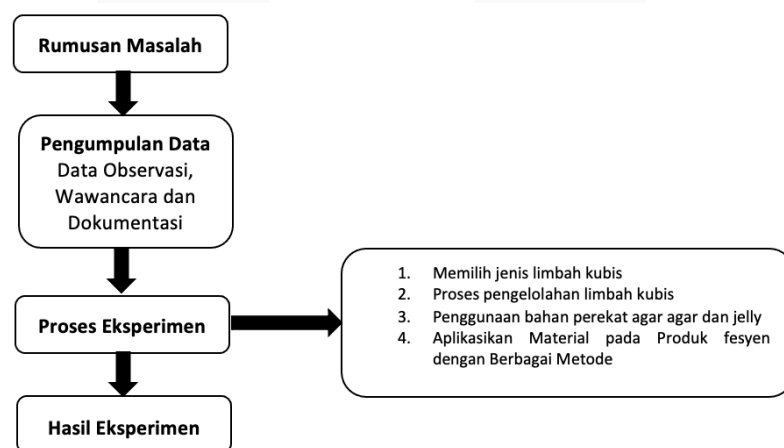 Rumusan Masalah
Pengumpulan Data
Data Observasi,
Wawancara dan
Dokumentasi
Proses Eksperimen
1. Memilih jenis limbah kubis
2. Proses pengelolahan limbah kubis
3. Penggunaan bahan perekat agar agar dan jelly
4. Aplikasikan Material pada Produk fesyen
dengan Berbagai Metode
Hasil Eksperimen